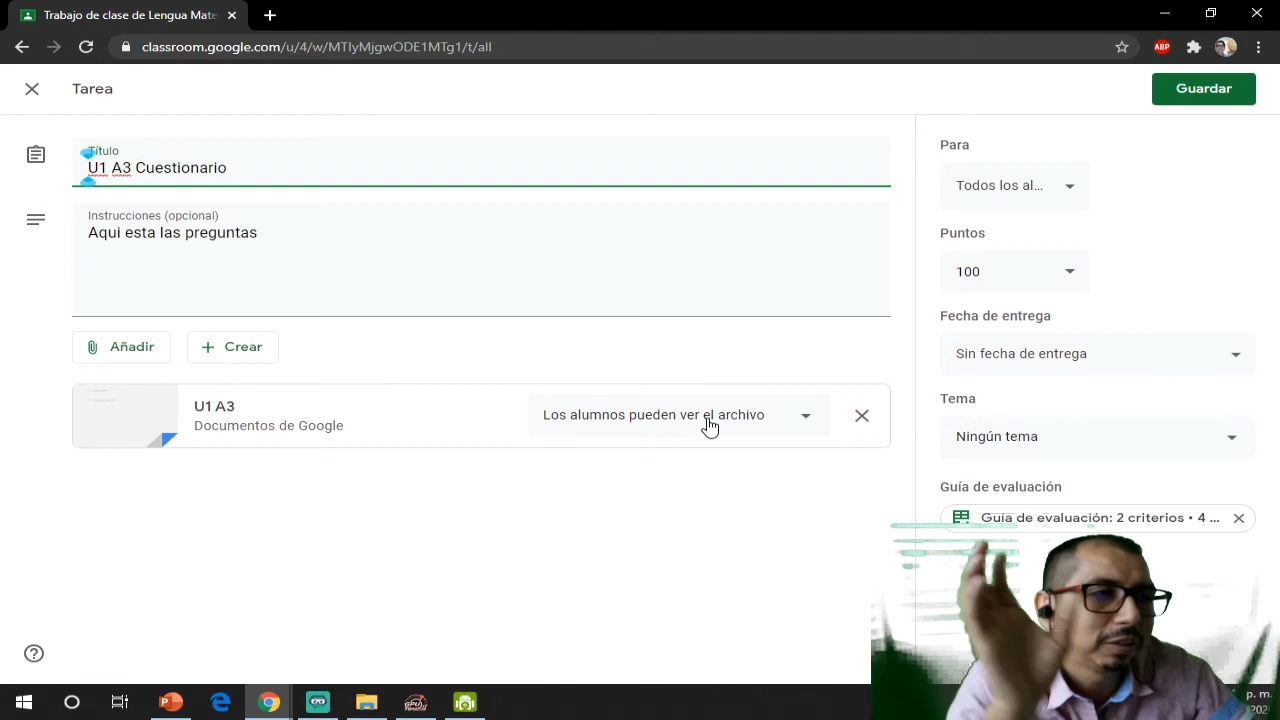 Trabajo de clase de Lengua Mate
classroom.google.com/u/4/w/MTIyMjgwODE1MTg1/t/all
ABP
Tarea
Guardar
Título
U1 A3 Cuestionario
Instrucciones (opcional)
Aqui esta las preguntas
Añadir
Crear
U1 A3
Documentos de Google
Los alumnos pueden ver el archivo
Para
Todos los al...
Puntos
100
Fecha de entrega
Sin fecha de entrega
Tema
Ningún tema
Guía de evaluación
Guía de evaluación: 2 criterios • 4 ...
p. m.